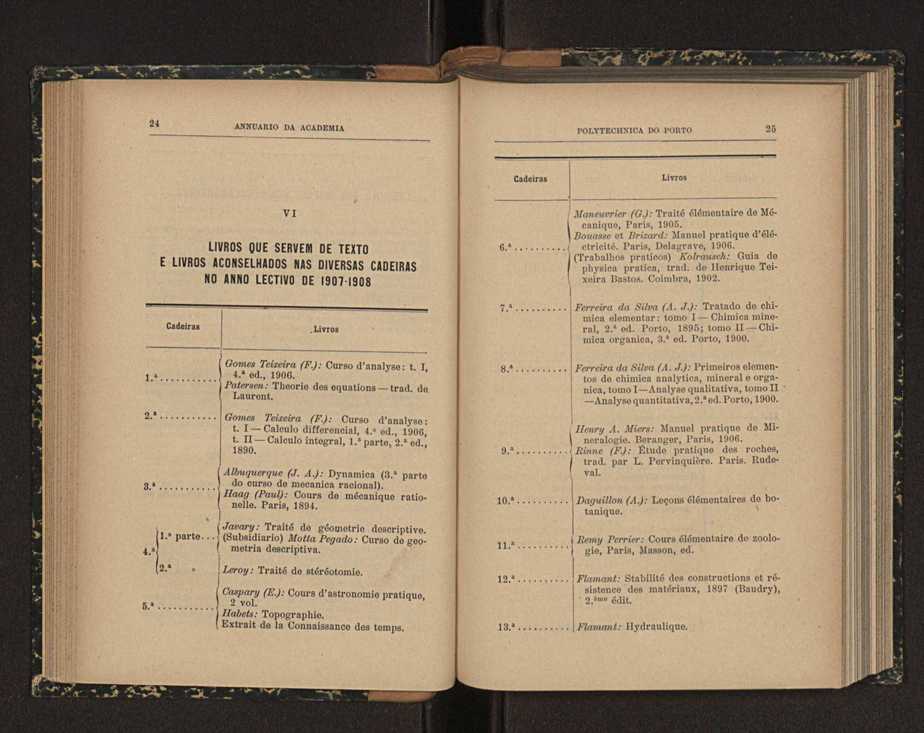 24
ANNUARIO DA ACADEMIA
VI
LIVROS QUE SERVEM DE TEXTO
E LIVROS ACONSELHADOS NAS DIVERSAS CADEIRAS
NO ANNO LECTIVO DE 1907-1908
Cadeiras
Livros
1.ª
Gomes Teixeira (F.): Curso d'analyse: t. I,
4.ª ed., 1906.
Patersen: Theorie des equations — trad. de
Laurent.
2.ª
Gomes Teixeira (F.): Curso d'analyse:
t. I — Calculo differencial, 4.ª ed., 1906,
t. II — Calculo integral, 1.ª parte, 2.ª ed.,
1890.
3.ª
Albuquerque (J. A.): Dynamica (3.ª parte
do curso de mecanica racional).
Haag (Paul): Cours de mécanique ratio-
nelle. Paris, 1894.
4.ª
1.ª parte...
Javary: Traité de géometrie descriptive.
(Subsidiario) Motta Pegado: Curso de geo-
metria descriptiva.
2.ª »
Leroy: Traité de stéréotomie.
5.ª
Caspary (E.): Cours d'astronomie pratique,
2 vol.
Habets: Topographie.
Extrait de la Connaissance des temps.
POLYTECHNICA DO PORTO
25
Cadeiras
Livros
6.ª
Maneuvrier (G.): Traité élémentaire de Mé-
canique, Paris, 1905.
Bouasse et Brizard: Manuel pratique d'élé-
ctricité. Paris, Delagrave, 1906.
(Trabalhos praticos) Kolrausch: Guia de
physica pratica, trad. de Henrique Tei-
xeira Bastos. Coimbra, 1902.
7.ª
Ferreira da Silva (A. J.): Tratado de chi-
mica elementar: tomo I — Chimica mine-
ral, 2.ª ed. Porto, 1895; tomo II — Chi-
mica organica, 3.ª ed. Porto, 1900.
8.ª
Ferreira da Silva (A. J.): Primeiros elemen-
tos de chimica analytica, mineral e orga-
nica, tomo I—Analyse qualitativa, tomo II
—Analyse quantitativa, 2.ª ed. Porto, 1900.
9.ª
Henry A. Miers: Manuel pratique de Mi-
neralogie. Beranger, Paris, 1906.
Rinne (F.): Étude pratique des roches,
trad. par L. Pervinquière. Paris. Rude-
val.
10.ª
Daguillon (A.): Leçons élémentaires de bo-
tanique.
11.ª
Remy Perrier: Cours élémentaire de zoolo-
gie, Paris, Masson, ed.
12.ª
Flamant: Stabilité des constructions et ré-
sistence des matériaux, 1897 (Baudry),
2.ème édit.
13.ª
Flamant: Hydraulique.